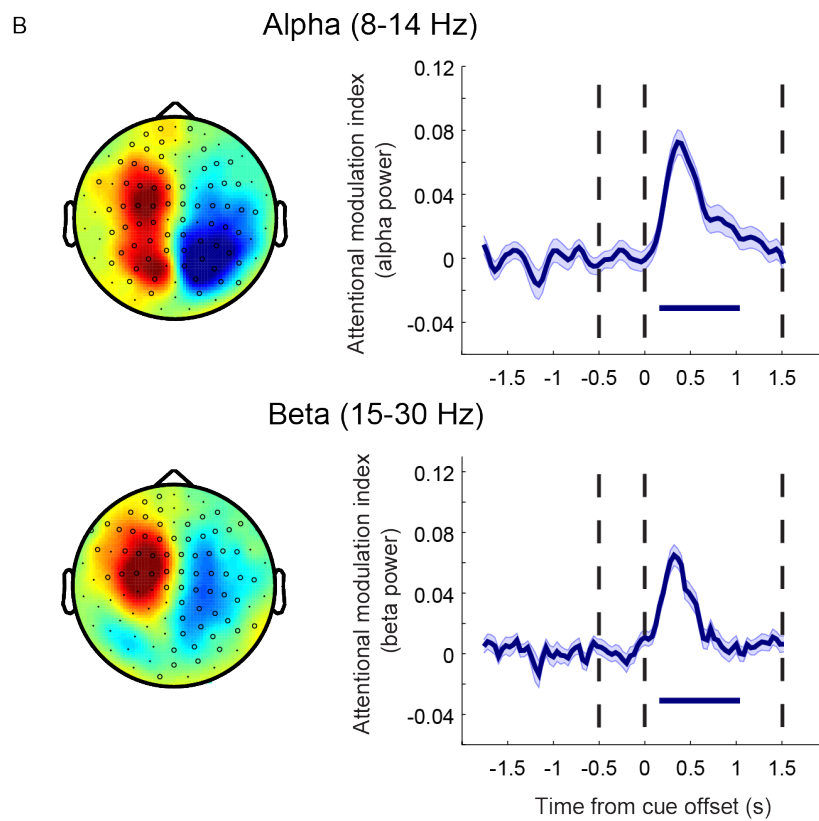 B
Alpha (8-14 Hz)
Attentional modulation index
(alpha power)
0.12
0.08
0.04
0
-0.04
-1.5 -1 -0.5 0 0.5 1 1.5
Beta (15-30 Hz)
Attentional modulation index
(beta power)
0.12
0.08
0.04
0
-0.04
-1.5 -1 -0.5 0 0.5 1 1.5
Time from cue offset (s)